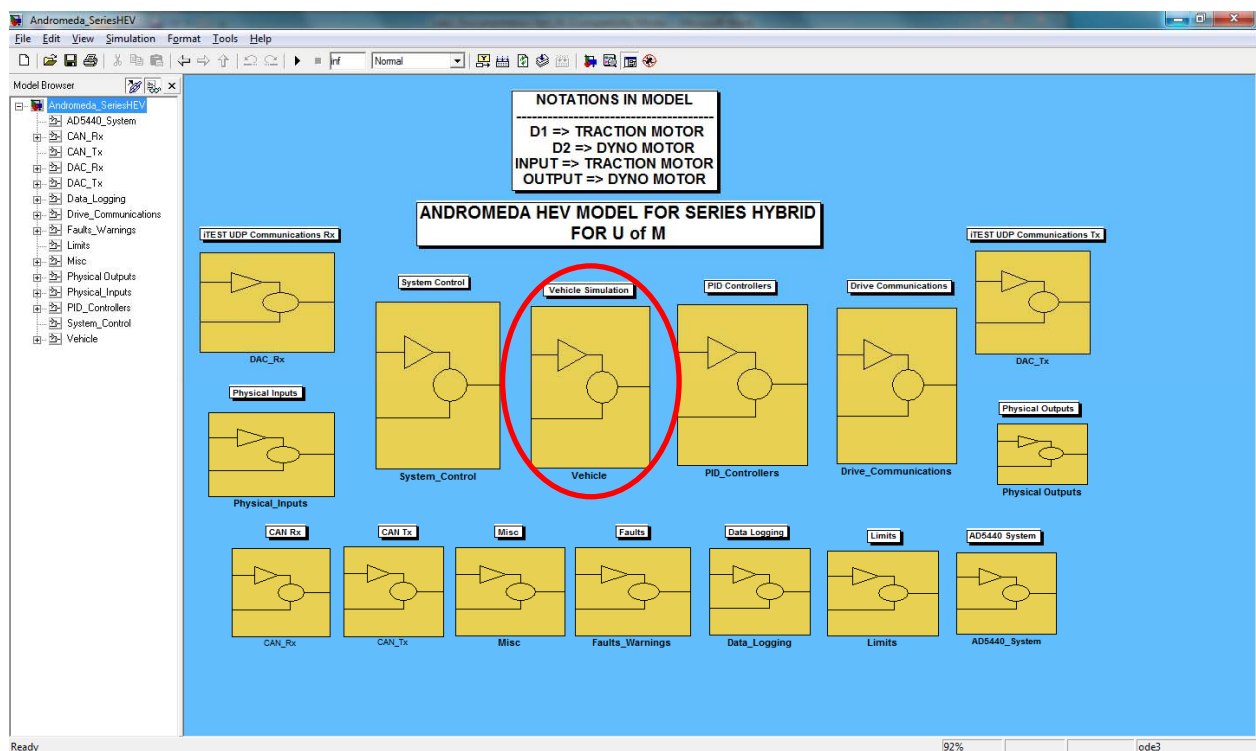 Andromeda_SeriesHEV
File Edit View Simulation Format Tools Help
inf Normal
Model Browser
Andromeda_SeriesHEV
AD5440_System
CAN_Rx
CAN_Tx
DAC_Rx
DAC_Tx
Data_Logging
Drive_Communications
Faults_Warnings
Limits
Misc
Physical Outputs
Physical_Inputs
PID_Controllers
System_Control
Vehicle
NOTATIONS IN MODEL
D1 => TRACTION MOTOR
D2 => DYNO MOTOR
INPUT => TRACTION MOTOR
OUTPUT => DYNO MOTOR
ANDROMEDA HEV MODEL FOR SERIES HYBRID
FOR U of M
iTEST UDP Communications Rx
iTEST UDP Communications Tx
System Control
Vehicle Simulation
PID Controllers
Drive Communications
DAC_Rx
DAC_Tx
Physical Inputs
Physical Outputs
System_Control
Vehicle
PID_Controllers
Drive_Communications
Physical_Inputs
Physical Outputs
CAN Rx
CAN Tx
Misc
Faults
Data Logging
Limits
AD5440 System
CAN_Rx
CAN_Tx
Misc
Faults_Warnings
Data_Logging
Limits
AD5440_System
Ready
92%
ode3